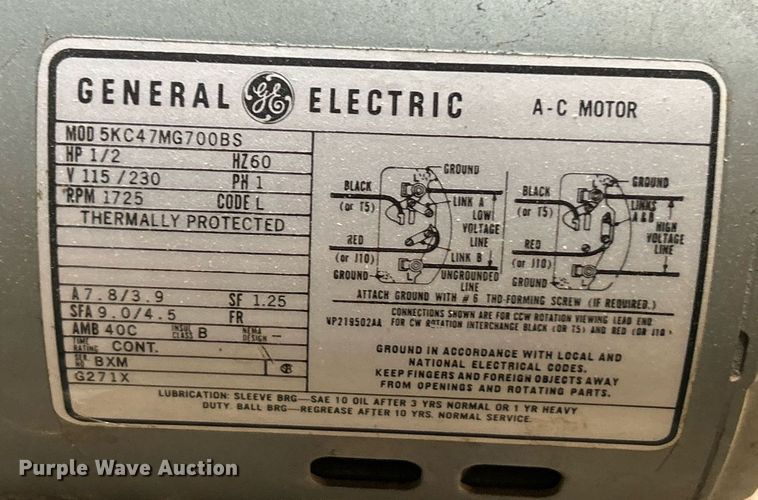 GENERAL GE ELECTRIC A-C MOTOR
MOD 5KC47MG700BS
HP 1/2 HZ 60
V 115/230 PH 1
RPM 1725 CODE L
THERMALLY PROTECTED
A 7.8/3.9 SF 1.25
SFA 9.0/4.5 FR
AMB 40C INSUL CLASS B NEMA DESIGN -
TIME RATING CONT.
SER. NO BXM
G271X
GROUND
BLACK
(or T5)
LINK A
LOW
VOLTAGE
LINE
RED
(or J10)
LINK B
GROUND
L
L
UNGROUNDED
LINE
GROUND
BLACK
(or T5)
LINKS
A & B
HIGH
VOLTAGE
LINE
RED
(or J10)
GROUND
L
L
ATTACH GROUND WITH #6 THD-FORMING SCREW (IF REQUIRED.)
CONNECTIONS SHOWN ARE FOR CCW ROTATION VIEWING LEAD END.
NP219502AA FOR CW ROTATION INTERCHANGE BLACK (OR T5) AND RED (OR J10)
GROUND IN ACCORDANCE WITH LOCAL AND
NATIONAL ELECTRICAL CODES.
KEEP FINGERS AND FOREIGN OBJECTS AWAY
FROM OPENINGS AND ROTATING PARTS.
LUBRICATION: SLEEVE BRG—SAE 10 OIL AFTER 3 YRS NORMAL OR 1 YR HEAVY
DUTY. BALL BRG—REGREASE AFTER 10 YRS. NORMAL SERVICE.
Purple Wave Auction